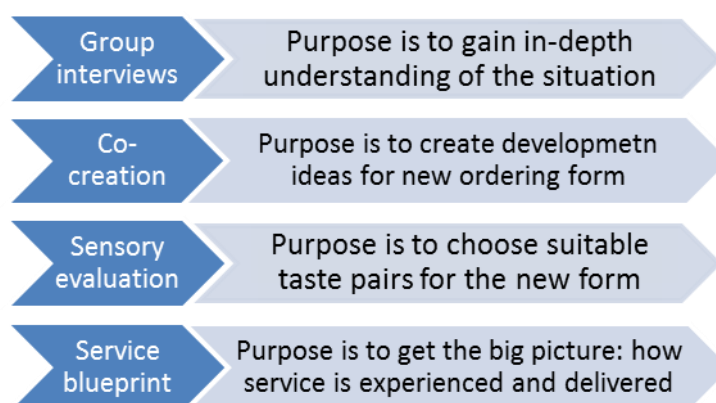 Group
interviews
Purpose is to gain in-depth
understanding of the situation
Co-
creation
Purpose is to create developmetn
ideas for new ordering form
Sensory
evaluation
Purpose is to choose suitable
taste pairs for the new form
Service
blueprint
Purpose is to get the big picture: how
service is experienced and delivered